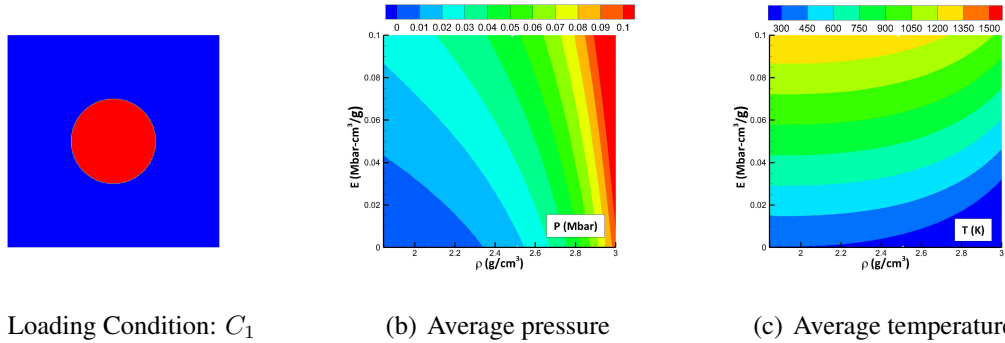 0 0.01 0.02 0.03 0.04 0.05 0.06 0.07 0.08 0.09 0.1
300 450 600 750 900 1050 1200 1350 1500
0.1
0.08
0.06
0.04
0.02
0
E (Mbar-cm³/g)
P (Mbar)
2 2.2 2.4 2.6 2.8 3
ρ (g/cm³)
0.1
0.08
0.06
0.04
0.02
0
E (Mbar-cm³/g)
T (K)
2 2.2 2.4 2.6 2.8 3
ρ (g/cm³)
Loading Condition: C₁
(b) Average pressure
(c) Average temperature